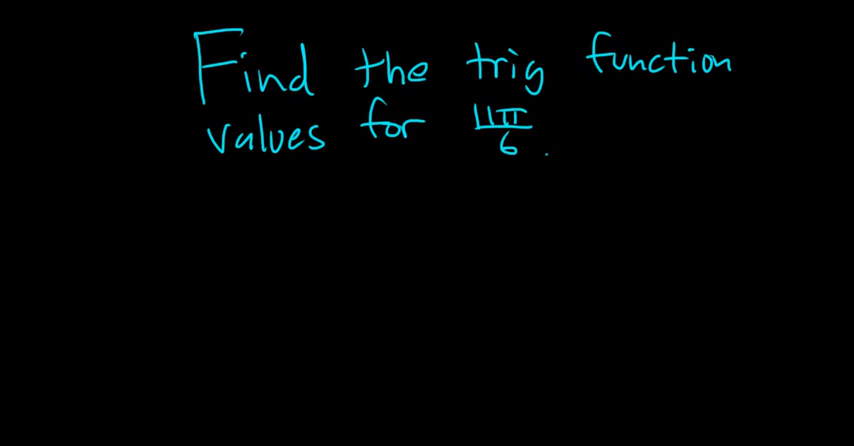 Find the trig function
values for 11π/6.